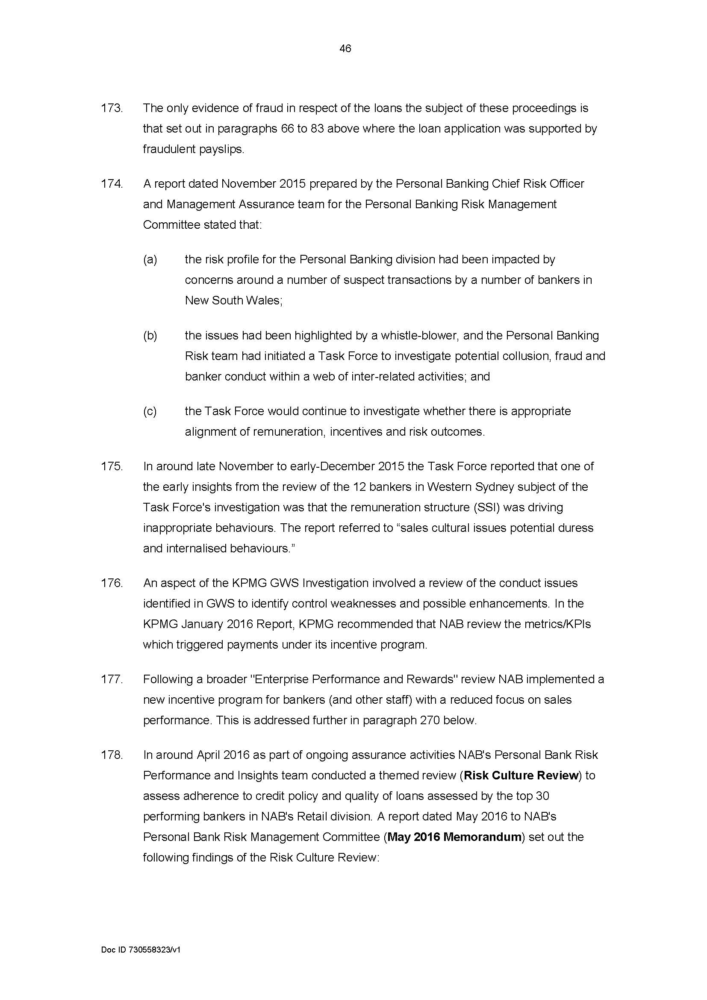 46
173. The only evidence of fraud in respect of the loans the subject of these proceedings is
that set out in paragraphs 66 to 83 above where the loan application was supported by
fraudulent payslips.
174. A report dated November 2015 prepared by the Personal Banking Chief Risk Officer
and Management Assurance team for the Personal Banking Risk Management
Committee stated that:
(a) the risk profile for the Personal Banking division had been impacted by
concerns around a number of suspect transactions by a number of bankers in
New South Wales;
(b) the issues had been highlighted by a whistle-blower, and the Personal Banking
Risk team had initiated a Task Force to investigate potential collusion, fraud and
banker conduct within a web of inter-related activities; and
(c) the Task Force would continue to investigate whether there is appropriate
alignment of remuneration, incentives and risk outcomes.
175. In around late November to early-December 2015 the Task Force reported that one of
the early insights from the review of the 12 bankers in Western Sydney subject of the
Task Force's investigation was that the remuneration structure (SSI) was driving
inappropriate behaviours. The report referred to “sales cultural issues potential duress
and internalised behaviours.”
176. An aspect of the KPMG GWS Investigation involved a review of the conduct issues
identified in GWS to identify control weaknesses and possible enhancements. In the
KPMG January 2016 Report, KPMG recommended that NAB review the metrics/KPIs
which triggered payments under its incentive program.
177. Following a broader "Enterprise Performance and Rewards" review NAB implemented a
new incentive program for bankers (and other staff) with a reduced focus on sales
performance. This is addressed further in paragraph 270 below.
178. In around April 2016 as part of ongoing assurance activities NAB's Personal Bank Risk
Performance and Insights team conducted a themed review (Risk Culture Review) to
assess adherence to credit policy and quality of loans assessed by the top 30
performing bankers in NAB's Retail division. A report dated May 2016 to NAB's
Personal Bank Risk Management Committee (May 2016 Memorandum) set out the
following findings of the Risk Culture Review:
Doc ID 730558323/v1